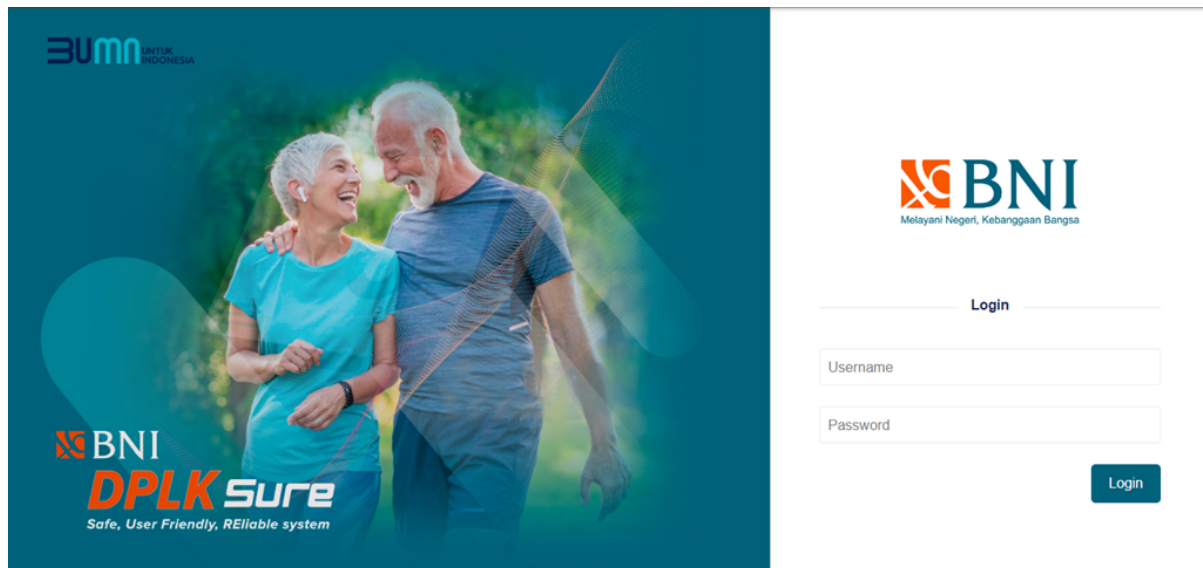 BUMN UNTUK
INDONESIA
BNI
DPLK Sure
Safe, User Friendly, REliable system
BNI
Melayani Negeri, Kebanggaan Bangsa
Login
Username
Password
Login